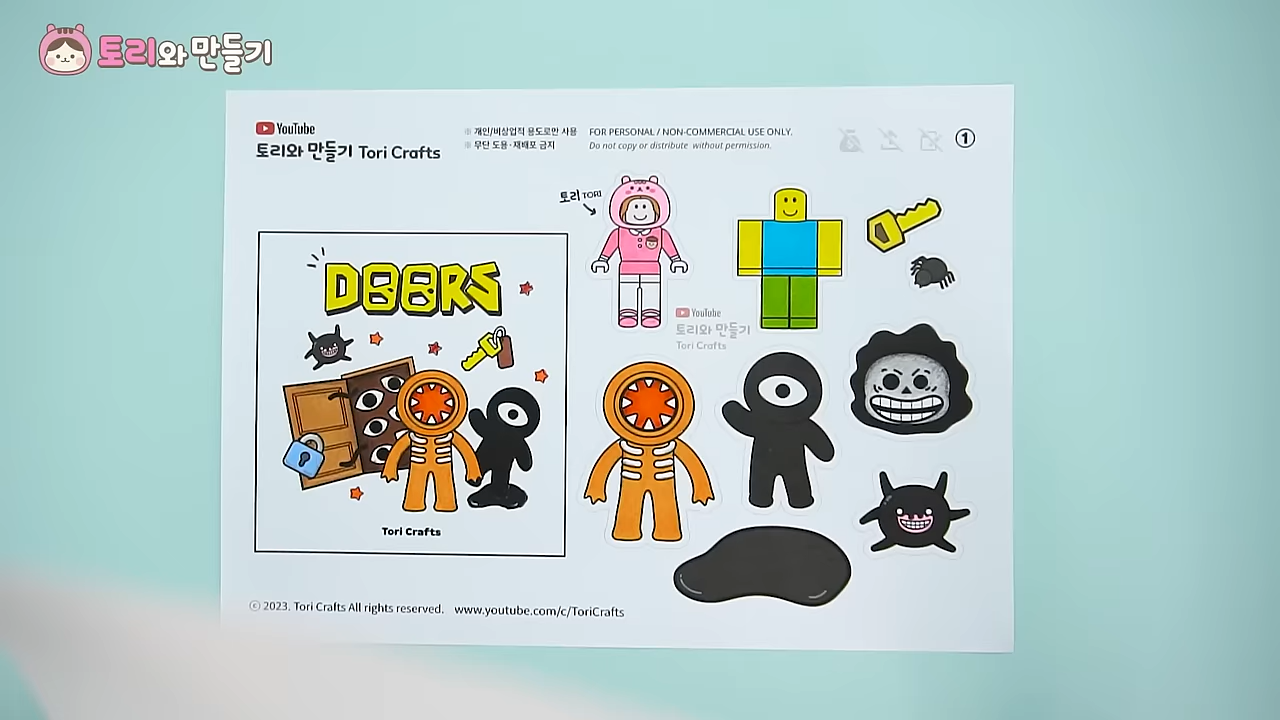 토리와 만들기
YouTube
토리와 만들기 Tori Crafts
※ 개인/비상업적 용도로만 사용
※ 무단 도용·재배포 금지
FOR PERSONAL / NON-COMMERCIAL USE ONLY.
Do not copy or distribute without permission.
①
토리 TORI
DOORS
YouTube
토리와 만들기
Tori Crafts
Tori Crafts
ⓒ 2023. Tori Crafts All rights reserved. www.youtube.com/c/ToriCrafts